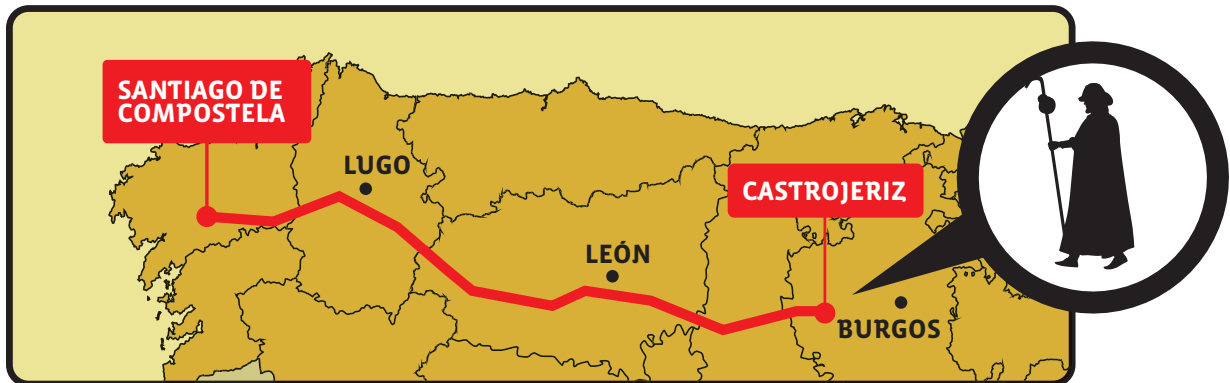 SANTIAGO DE
COMPOSTELA
LUGO
CASTROJERIZ
LEÓN
BURGOS